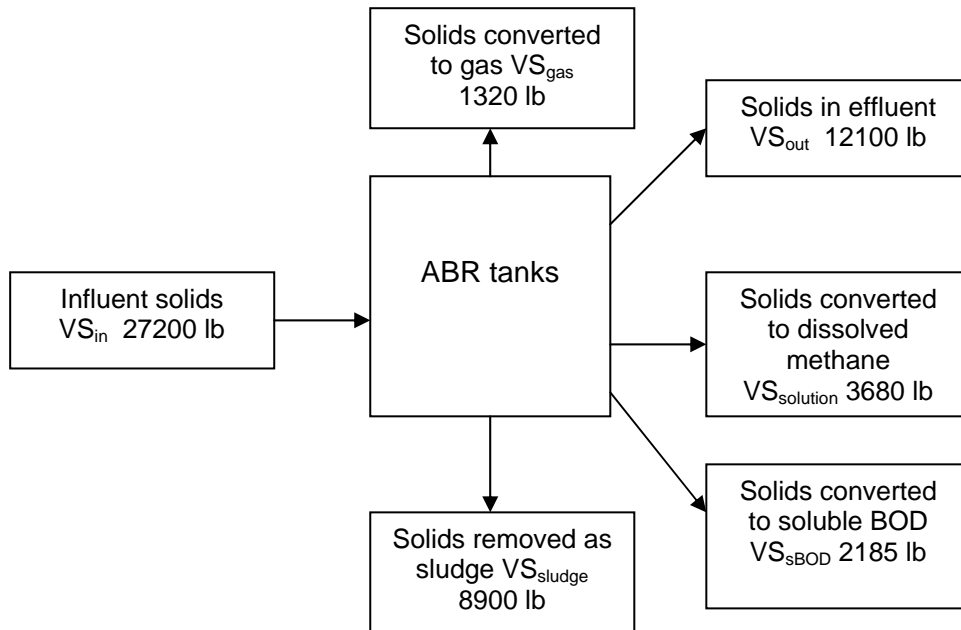 Solids converted
to gas VSgas
1320 lb
Solids in effluent
VSout 12100 lb
ABR tanks
Influent solids
VSin 27200 lb
Solids converted
to dissolved
methane
VSsolution 3680 lb
Solids converted
to soluble BOD
VSsBOD 2185 lb
Solids removed as
sludge VSsludge
8900 lb